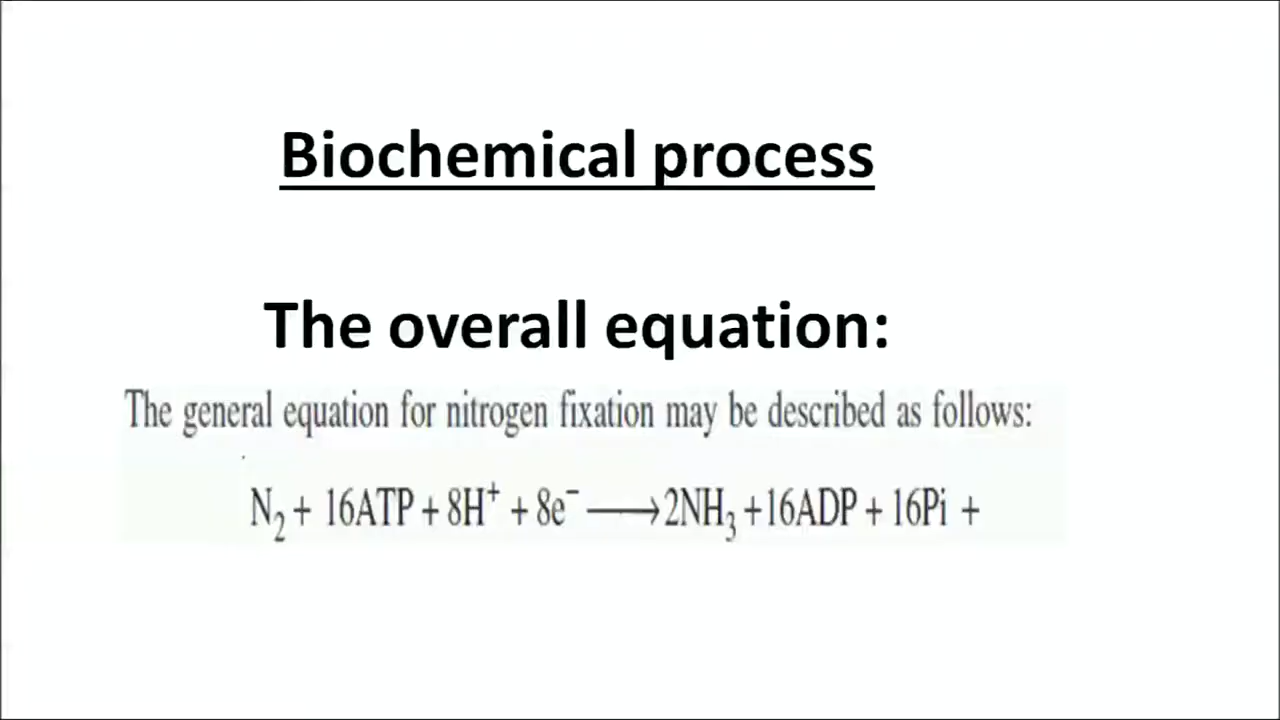 Biochemical process
The overall equation:
The general equation for nitrogen fixation may be described as follows:
N₂ + 16ATP + 8H⁺ + 8e⁻ ⟶ 2NH₃ +16ADP + 16Pi +